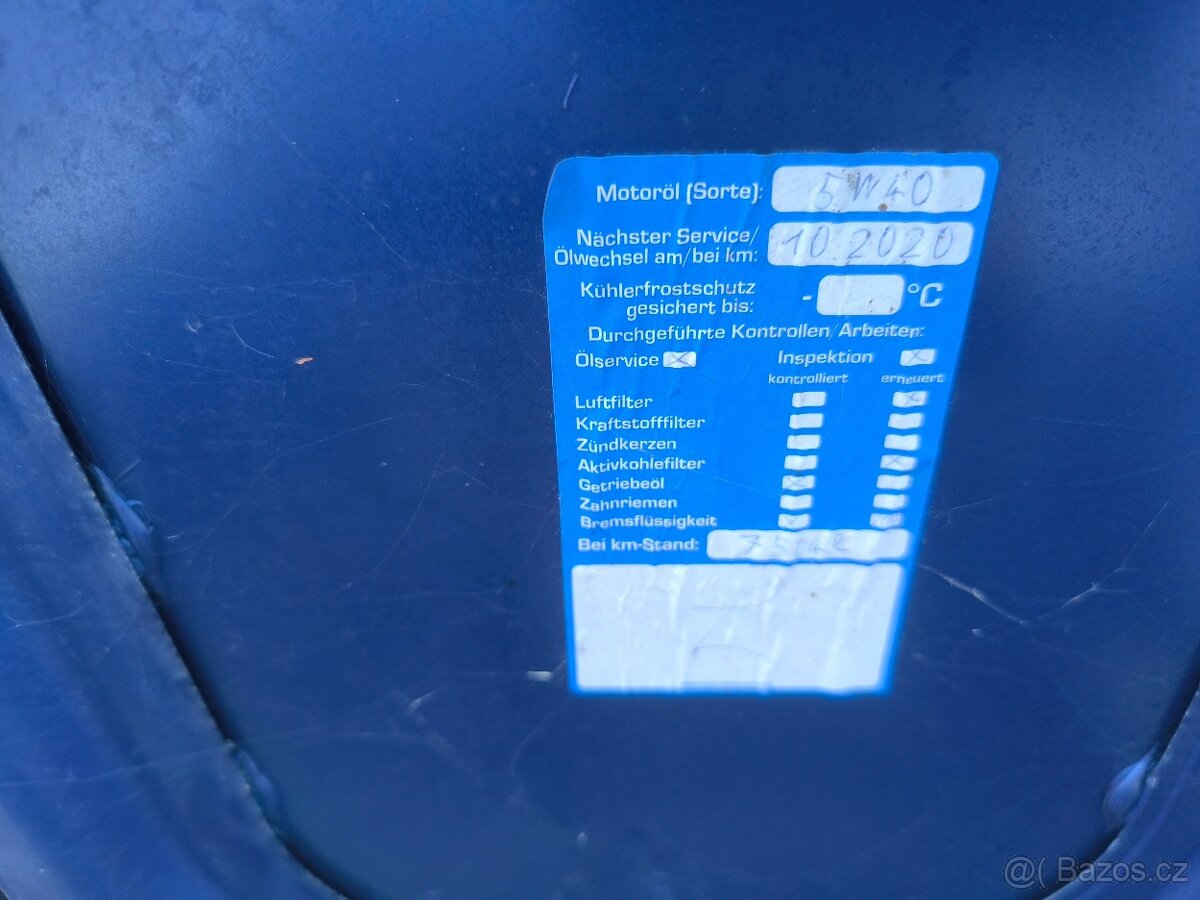 Motoröl (Sorte): 5W40
Nächster Service/
Ölwechsel am/bei km: 10 2020
Kühlerfrostschutz
gesichert bis: - °C
Durchgeführte Kontrollen/Arbeiten:
Ölservice x Inspektion x
kontrolliert erneuert
Luftfilter x
Kraftstofffilter
Zündkerzen
Aktivkohlefilter x
Getriebeöl x
Zahnriemen
Bremsflüssigkeit x
Bei km-Stand:
@( Bazos.cz